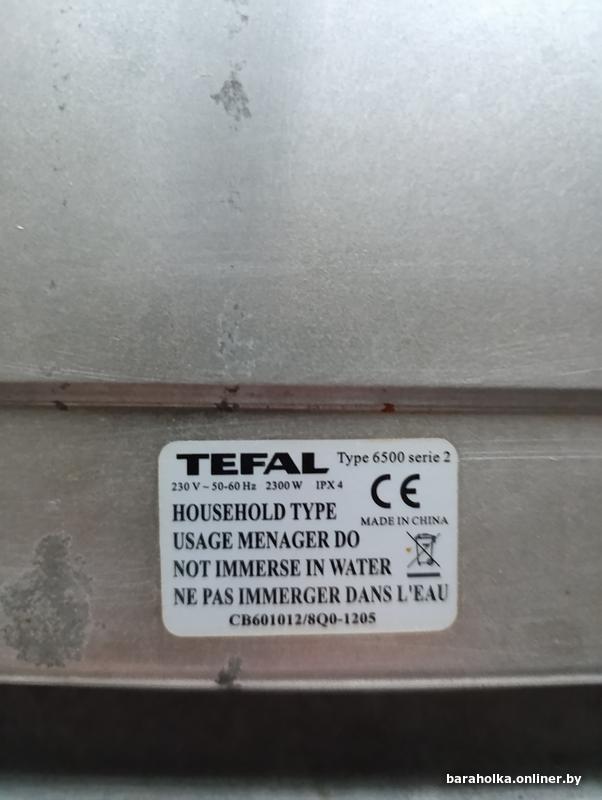 TEFAL Type 6500 serie 2
230 V ~ 50-60 Hz 2300 W IPX 4
CE
HOUSEHOLD TYPE
MADE IN CHINA
USAGE MENAGER DO
NOT IMMERSE IN WATER
NE PAS IMMERGER DANS L'EAU
CB601012/8Q0-1205
baraholka.onliner.by